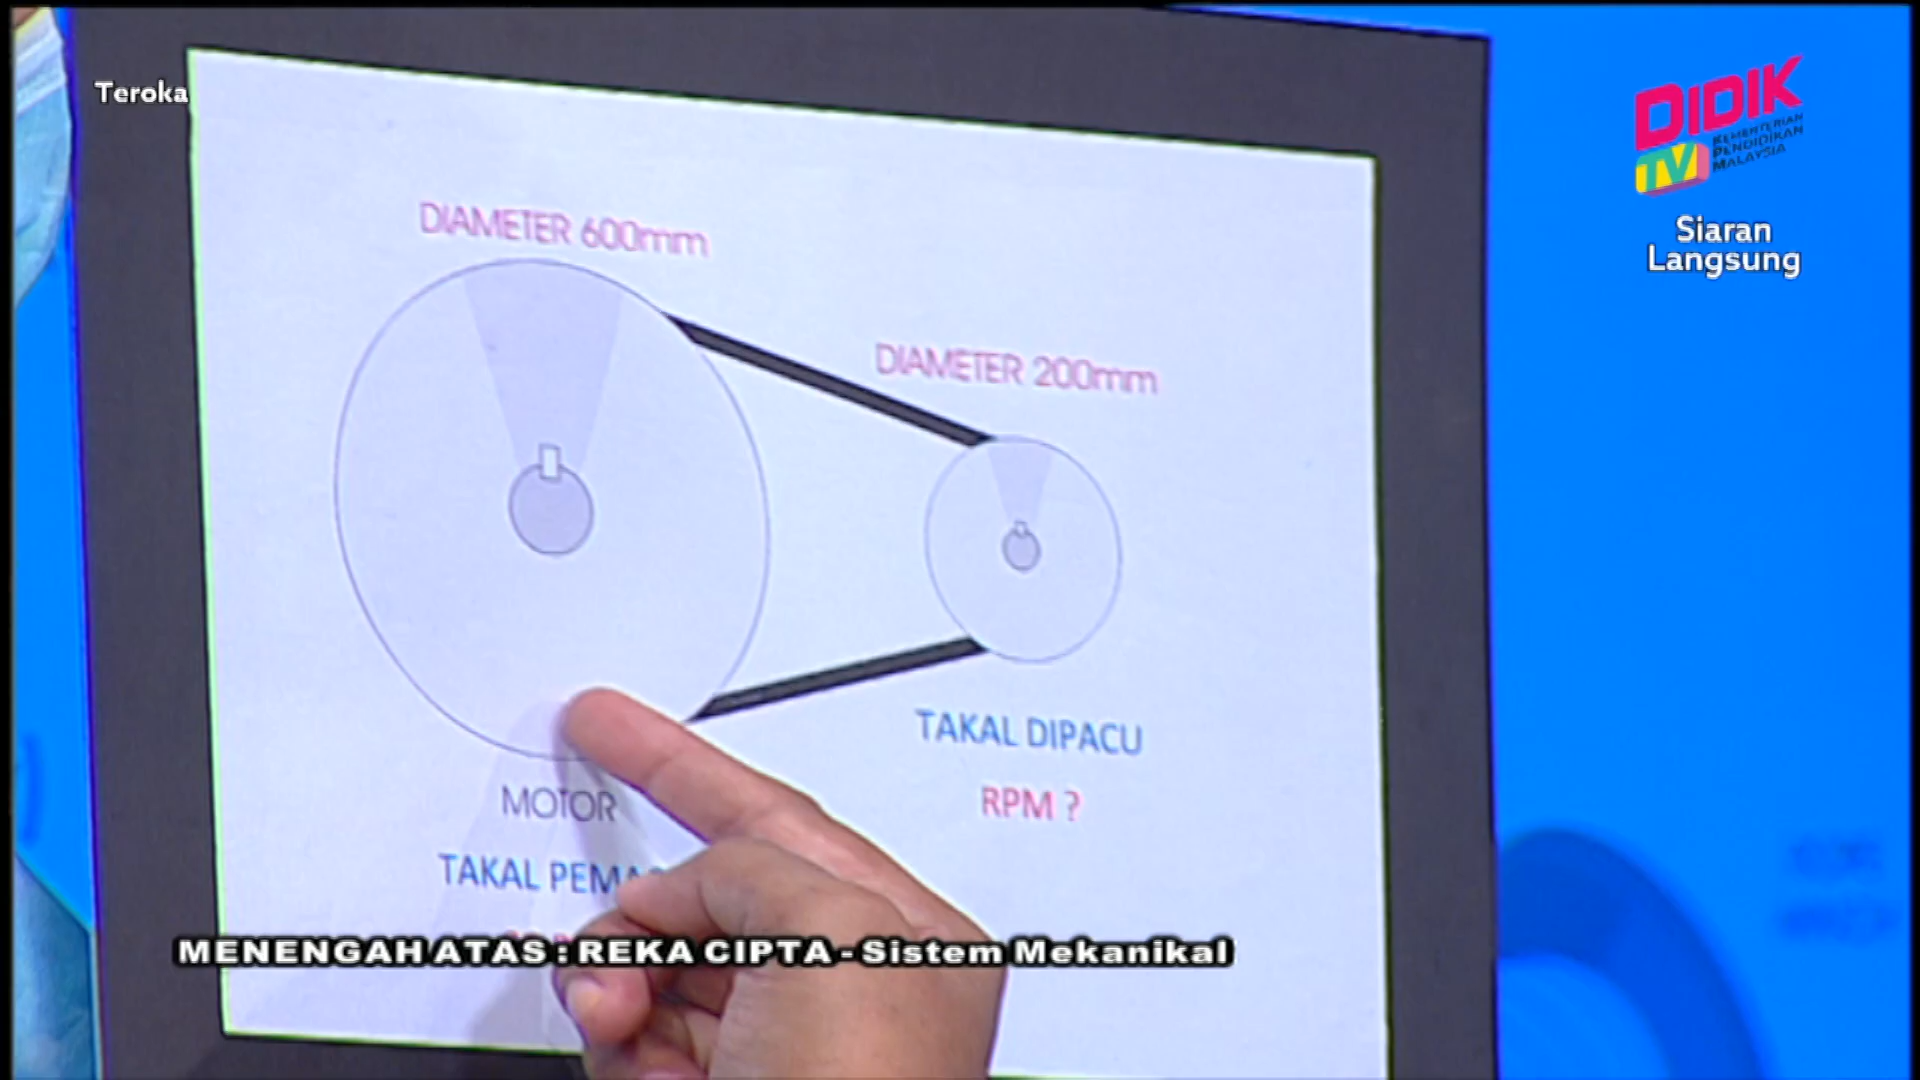 Teroka
DIDIK
TV
KEMENTERIAN
PENDIDIKAN
MALAYSIA
Siaran
Langsung
DIAMETER 600mm
DIAMETER 200mm
TAKAL DIPACU
RPM ?
MOTOR
TAKAL
MENENGAH ATAS : REKA CIPTA - Sistem Mekanikal